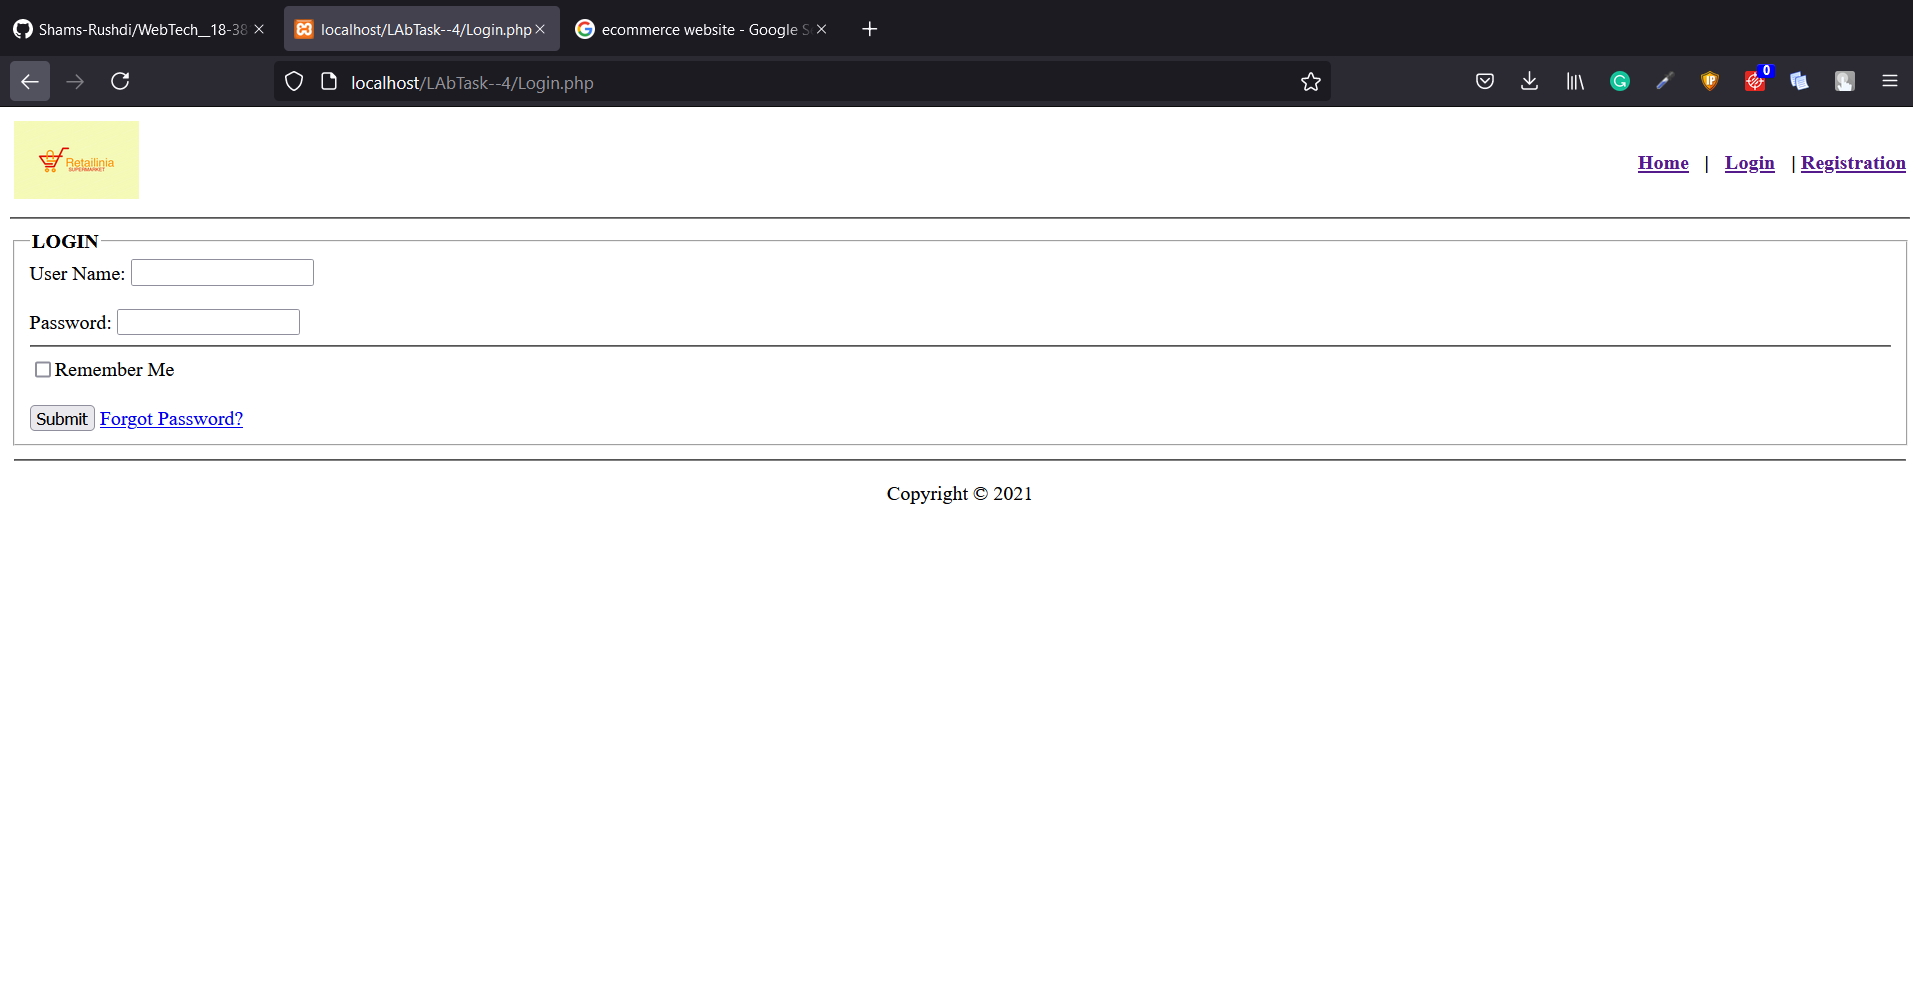 Shams-Rushdi/WebTech__18-38
localhost/LAbTask--4/Login.php
ecommerce website - Google S
localhost/LAbTask--4/Login.php
0
Retailinia
SUPERMARKET
Home | Login | Registration
LOGIN
User Name:
Password:
Remember Me
Submit Forgot Password?
Copyright © 2021